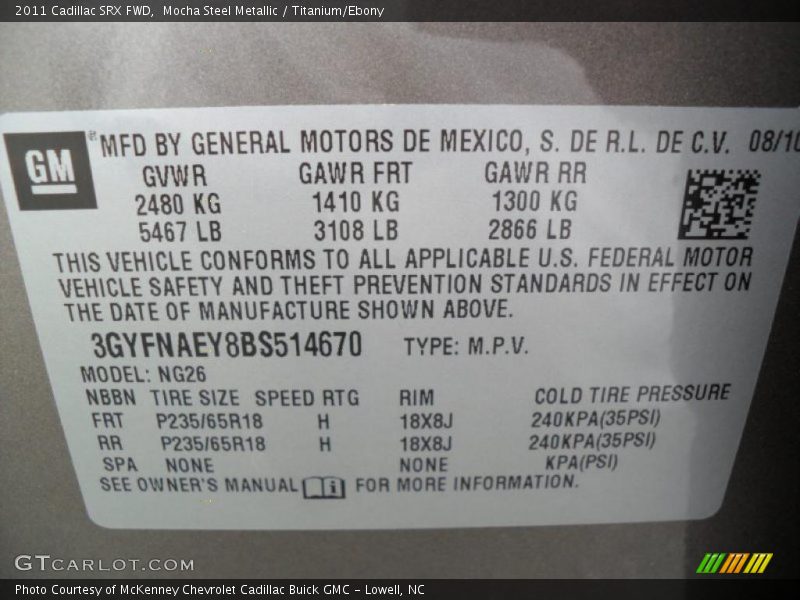 2011 Cadillac SRX FWD,  Mocha Steel Metallic / Titanium/Ebony
GM ® MFD BY GENERAL MOTORS DE MEXICO, S. DE R.L. DE C.V. 08/10
GVWR GAWR FRT GAWR RR
2480 KG 1410 KG 1300 KG
5467 LB 3108 LB 2866 LB
THIS VEHICLE CONFORMS TO ALL APPLICABLE U.S. FEDERAL MOTOR
VEHICLE SAFETY AND THEFT PREVENTION STANDARDS IN EFFECT ON
THE DATE OF MANUFACTURE SHOWN ABOVE.
3GYFNAEY8BS514670 TYPE: M.P.V.
MODEL: NG26
NBBN TIRE SIZE SPEED RTG RIM COLD TIRE PRESSURE
FRT P235/65R18 H 18X8J 240KPA(35PSI)
RR P235/65R18 H 18X8J 240KPA(35PSI)
SPA NONE NONE KPA(PSI)
SEE OWNER'S MANUAL i FOR MORE INFORMATION.
GTCARLOT.COM
Photo Courtesy of McKenney Chevrolet Cadillac Buick GMC - Lowell, NC